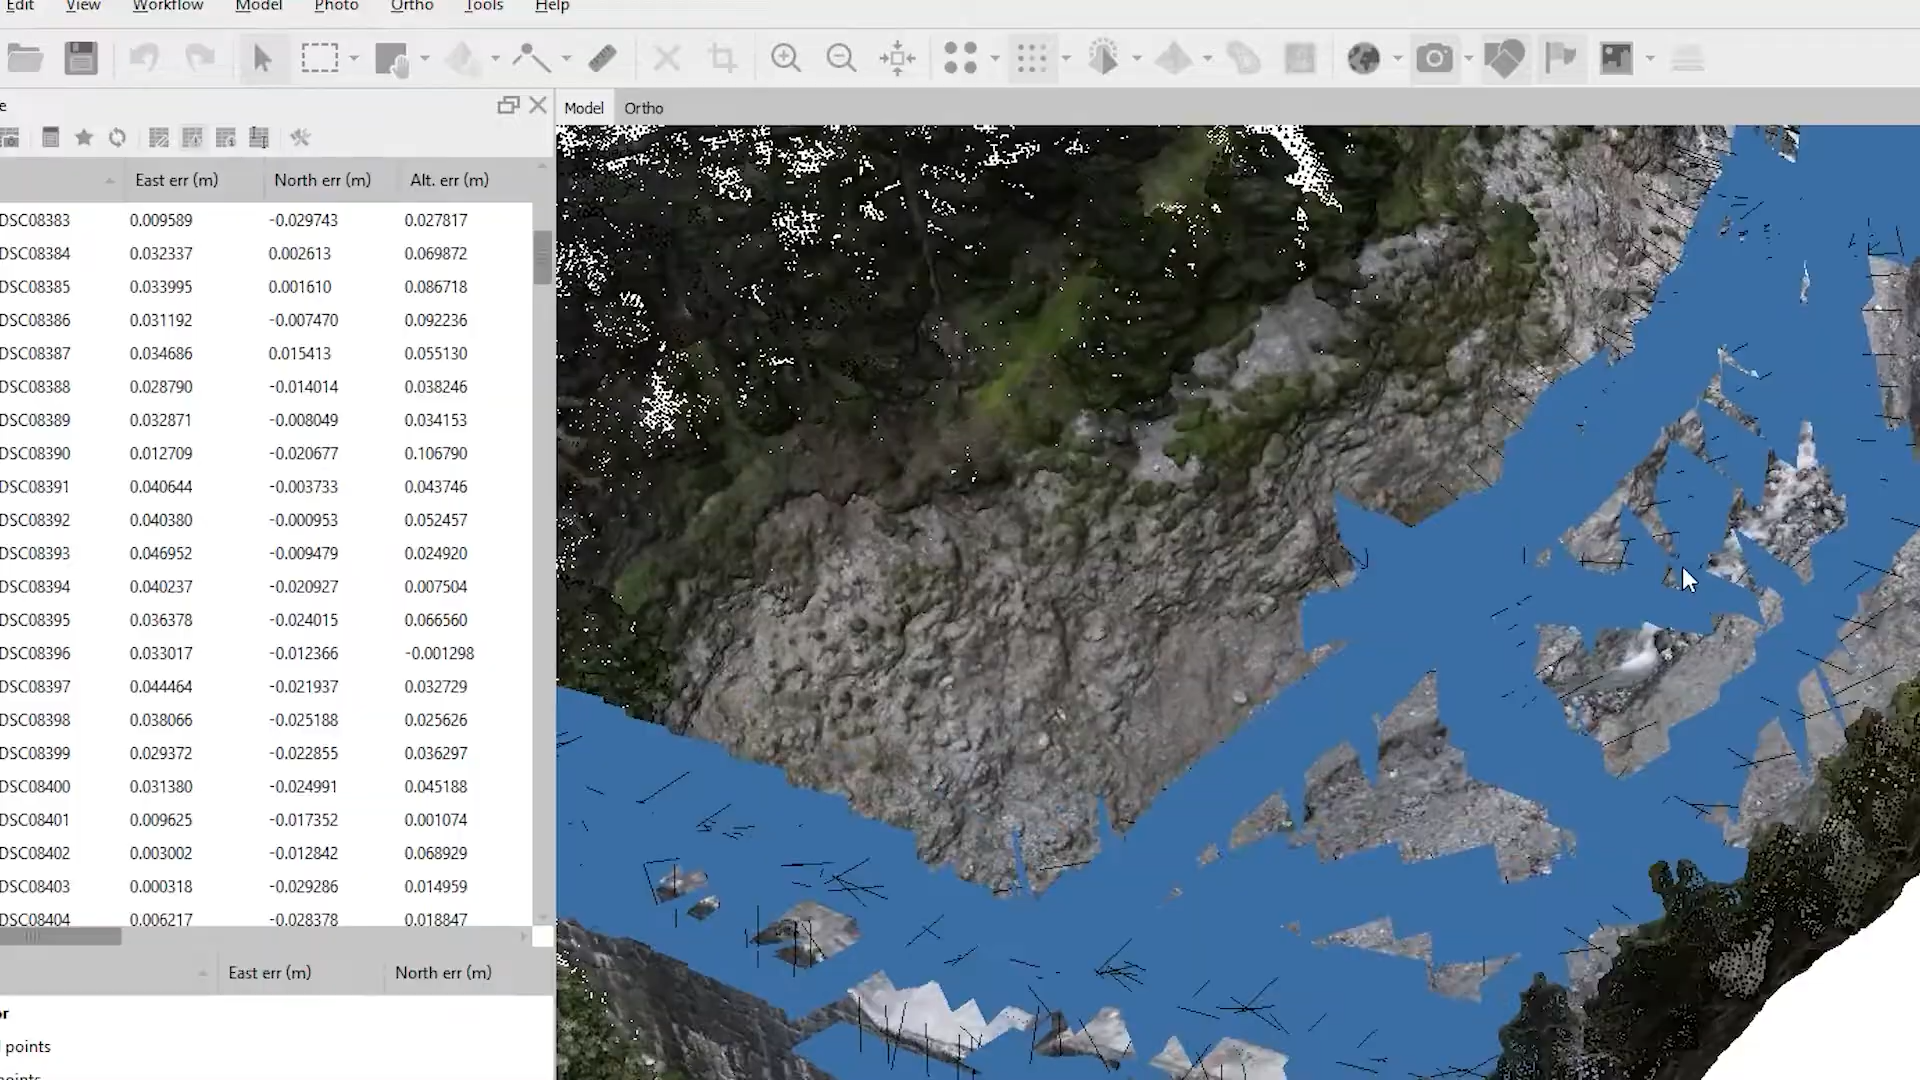 Edit View Workflow Model Photo Ortho Tools Help
Model Ortho
East err (m) North err (m) Alt. err (m)
DSC08383 0.009589 -0.029743 0.027817
DSC08384 0.032337 0.002613 0.069872
DSC08385 0.033995 0.001610 0.086718
DSC08386 0.031192 -0.007470 0.092236
DSC08387 0.034686 0.015413 0.055130
DSC08388 0.028790 -0.014014 0.038246
DSC08389 0.032871 -0.008049 0.034153
DSC08390 0.012709 -0.020677 0.106790
DSC08391 0.040644 -0.003733 0.043746
DSC08392 0.040380 -0.000953 0.052457
DSC08393 0.046952 -0.009479 0.024920
DSC08394 0.040237 -0.020927 0.007504
DSC08395 0.036378 -0.024015 0.066560
DSC08396 0.033017 -0.012366 -0.001298
DSC08397 0.044464 -0.021937 0.032729
DSC08398 0.038066 -0.025188 0.025626
DSC08399 0.029372 -0.022855 0.036297
DSC08400 0.031380 -0.024991 0.045188
DSC08401 0.009625 -0.017352 0.001074
DSC08402 0.003002 -0.012842 0.068929
DSC08403 0.000318 -0.029286 0.014959
DSC08404 0.006217 -0.028378 0.018847
East err (m) North err (m)
points